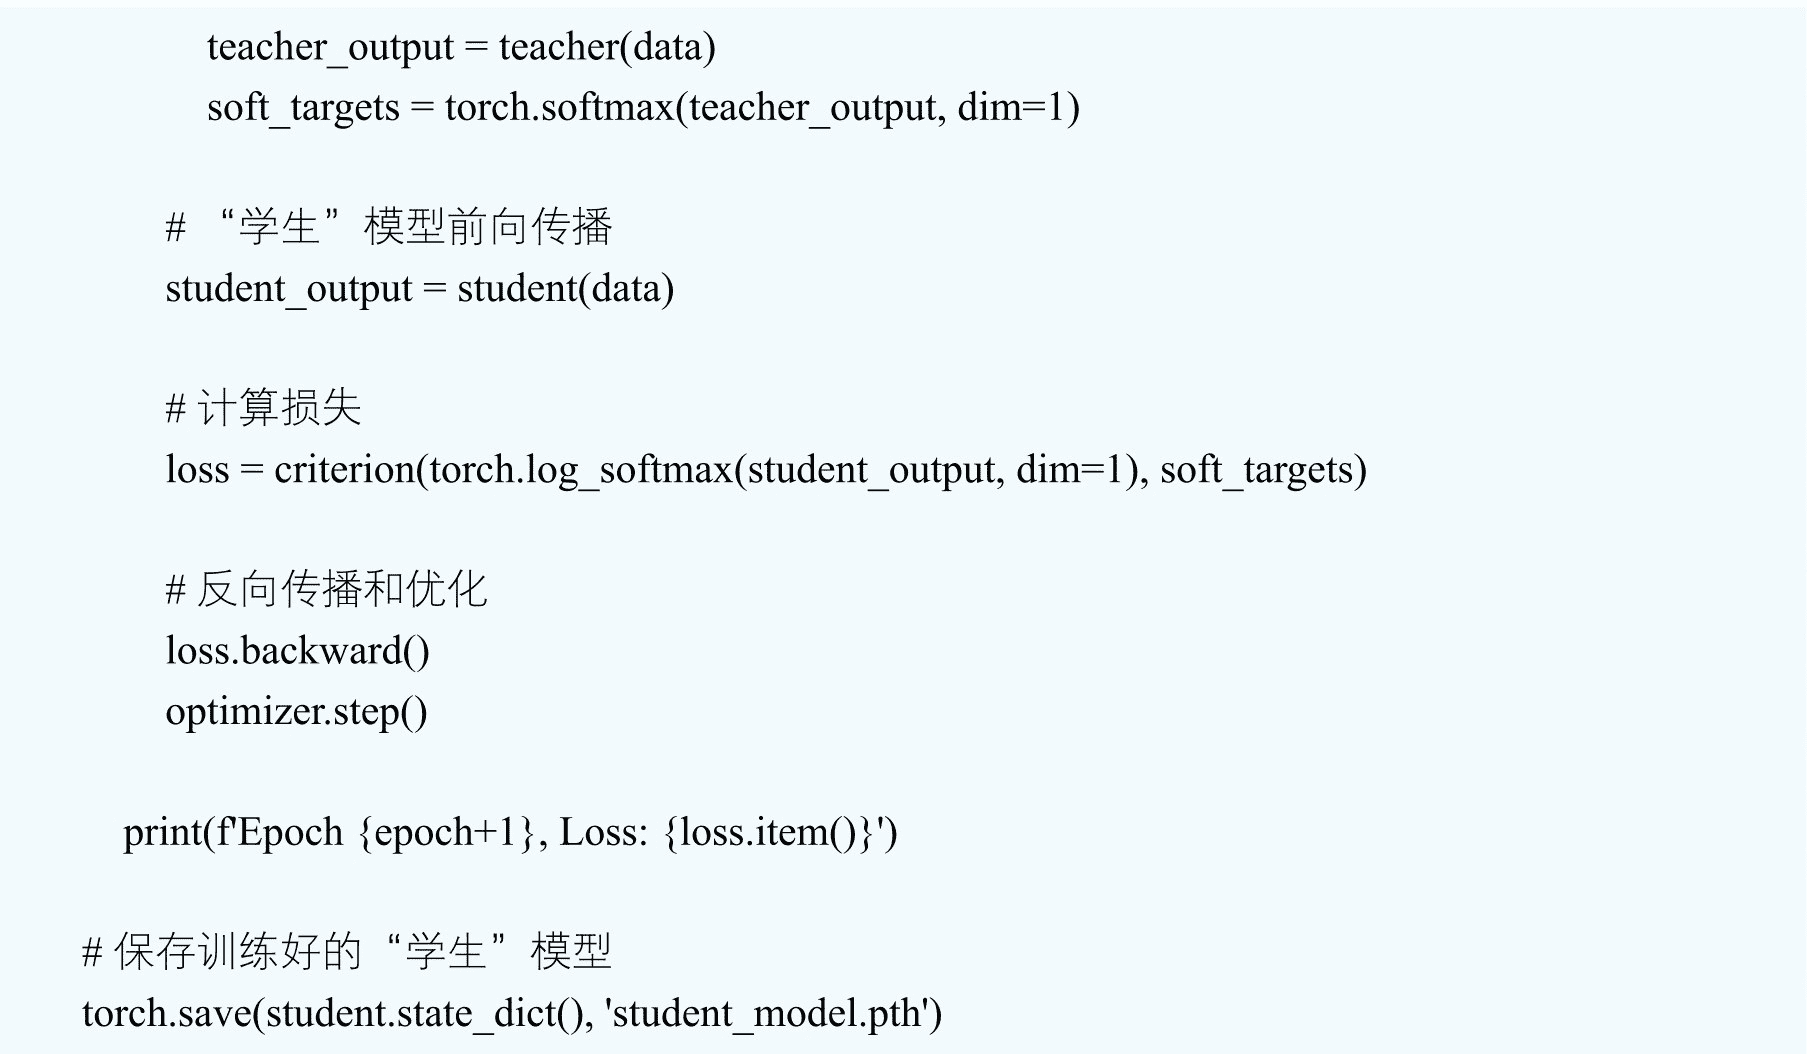 teacher_output = teacher(data)
soft_targets = torch.softmax(teacher_output, dim=1)
# “学生”模型前向传播
student_output = student(data)
# 计算损失
loss = criterion(torch.log_softmax(student_output, dim=1), soft_targets)
# 反向传播和优化
loss.backward()
optimizer.step()
print(f'Epoch {epoch+1}, Loss: {loss.item()}')
# 保存训练好的“学生”模型
torch.save(student.state_dict(), 'student_model.pth')